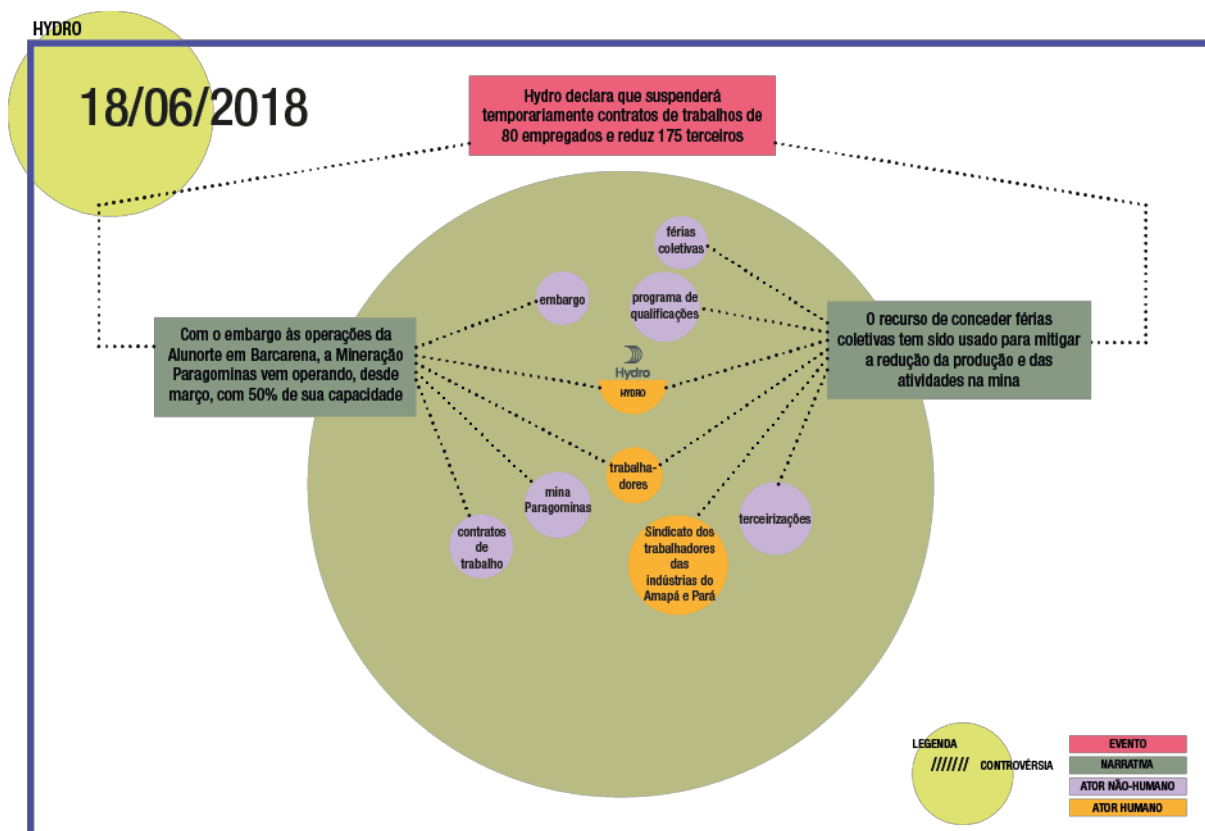 HYDRO
18/06/2018
Hydro declara que suspenderá
temporariamente contratos de trabalhos de
80 empregados e reduz 175 terceiros
férias
coletivas
embargo
programa de
qualificações
Com o embargo às operações da
Alunorte em Barcarena, a Mineração
Paragominas vem operando, desde
março, com 50% de sua capacidade
O recurso de conceder férias
coletivas tem sido usado para mitigar
a redução da produção e das
atividades na mina
Hydro
HYDRO
trabalha-
dores
mina
Paragominas
contratos
de
trabalho
Sindicato dos
trabalhadores
das
indústrias do
Amapá e Pará
terceirizações
LEGENDA
/////// CONTROVÉRSIA
EVENTO
NARRATIVA
ATOR NÃO-HUMANO
ATOR HUMANO